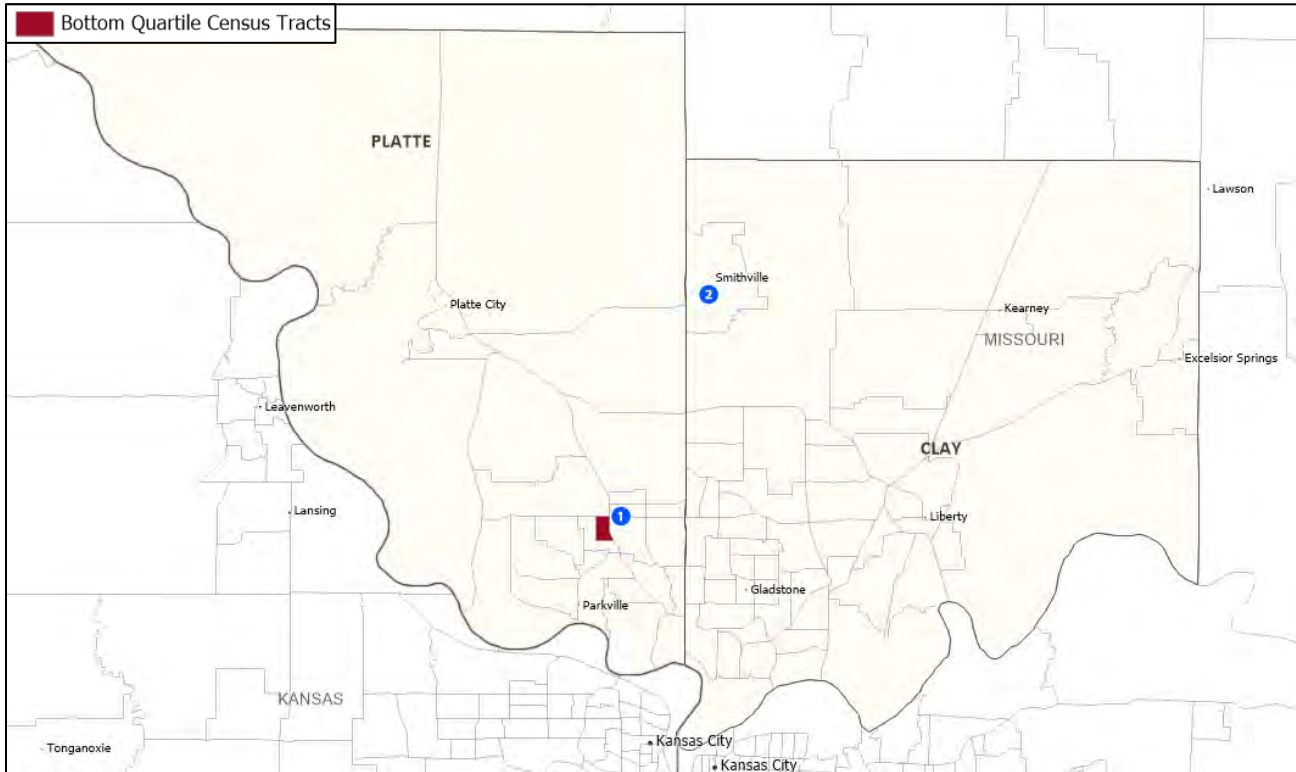 Bottom Quartile Census Tracts
PLATTE
Lawson
Smithville
2
Platte City
Kearney
MISSOURI
Excelsior Springs
Leavenworth
CLAY
Lansing
1
Liberty
Gladstone
Parkville
KANSAS
Tonganoxie
Kansas City
Kansas City